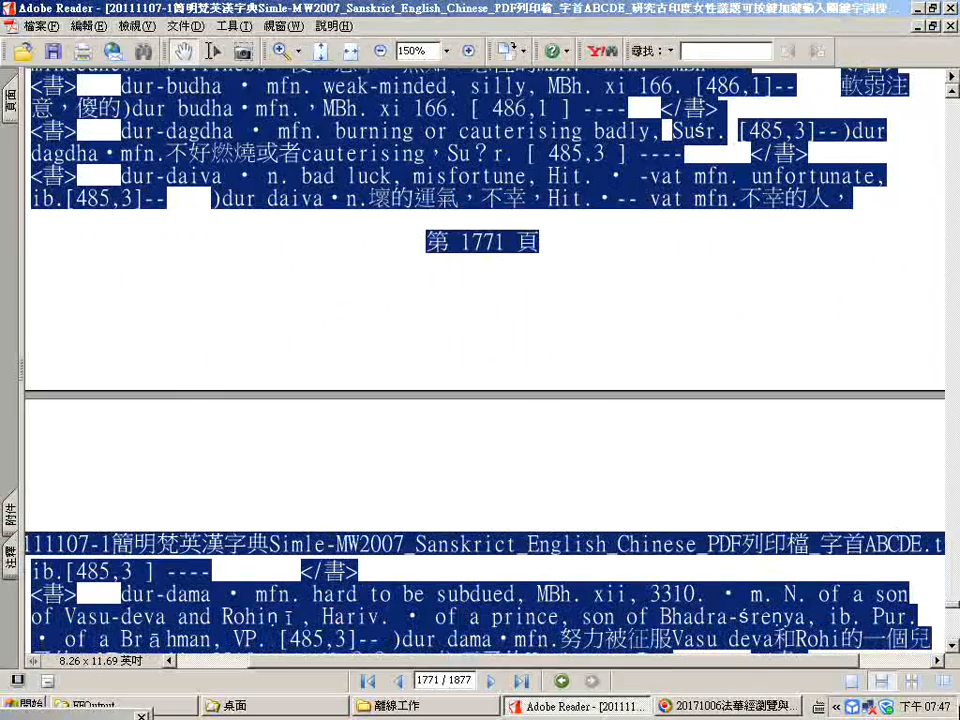 Adobe Reader - [20111107-1簡明梵英漢字典Simle-MW2007_Sanskrict_English_Chinese_PDF列印檔_字首ABCDE_研究古印度女性議題可按鍵加鍵輸入關鍵字詞搜
檔案(F) 編輯(E) 檢視(V) 文件(D) 工具(T) 視窗(W) 說明(H)
150% 尋找:
頁面
<書> dur-budha ・ mfn. weak-minded, silly, MBh. xi 166. [486,1]-- 軟弱注
意，傻的)dur budha・mfn.，MBh. xi 166. [ 486,1 ] ---- </書>
<書> dur-dagdha ・ mfn. burning or cauterising badly, Suśr. [485,3]--)dur
dagdha・mfn.不好燃燒或者cauterising，Su？r. [ 485,3 ] ---- </書>
<書> dur-daiva ・ n. bad luck, misfortune, Hit. ・ -vat mfn. unfortunate,
ib.[485,3]-- )dur daiva・n.壞的運氣，不幸，Hit.・-- vat mfn.不幸的人，
第 1771 頁
附件
注釋
111107-1簡明梵英漢字典Simle-MW2007_Sanskrict_English_Chinese_PDF列印檔_字首ABCDE.t
ib.[485,3 ] ---- </書>
<書> dur-dama ・ mfn. hard to be subdued, MBh. xii, 3310. ・ m. N. of a son
of Vasu-deva and Rohiṇī, Hariv. ・ of a prince, son of Bhadra-śreṇya, ib. Pur.
・ of a Brāhman, VP. [485,3]-- )dur dama・mfn.努力被征服Vasu deva和Rohi的一個兒
8.26 x 11.69 英吋
1771 / 1877
開始 FFOutput 桌面 離線工作 Adobe Reader - [2011... 20171006法華經瀏覽與... 下午 07:47